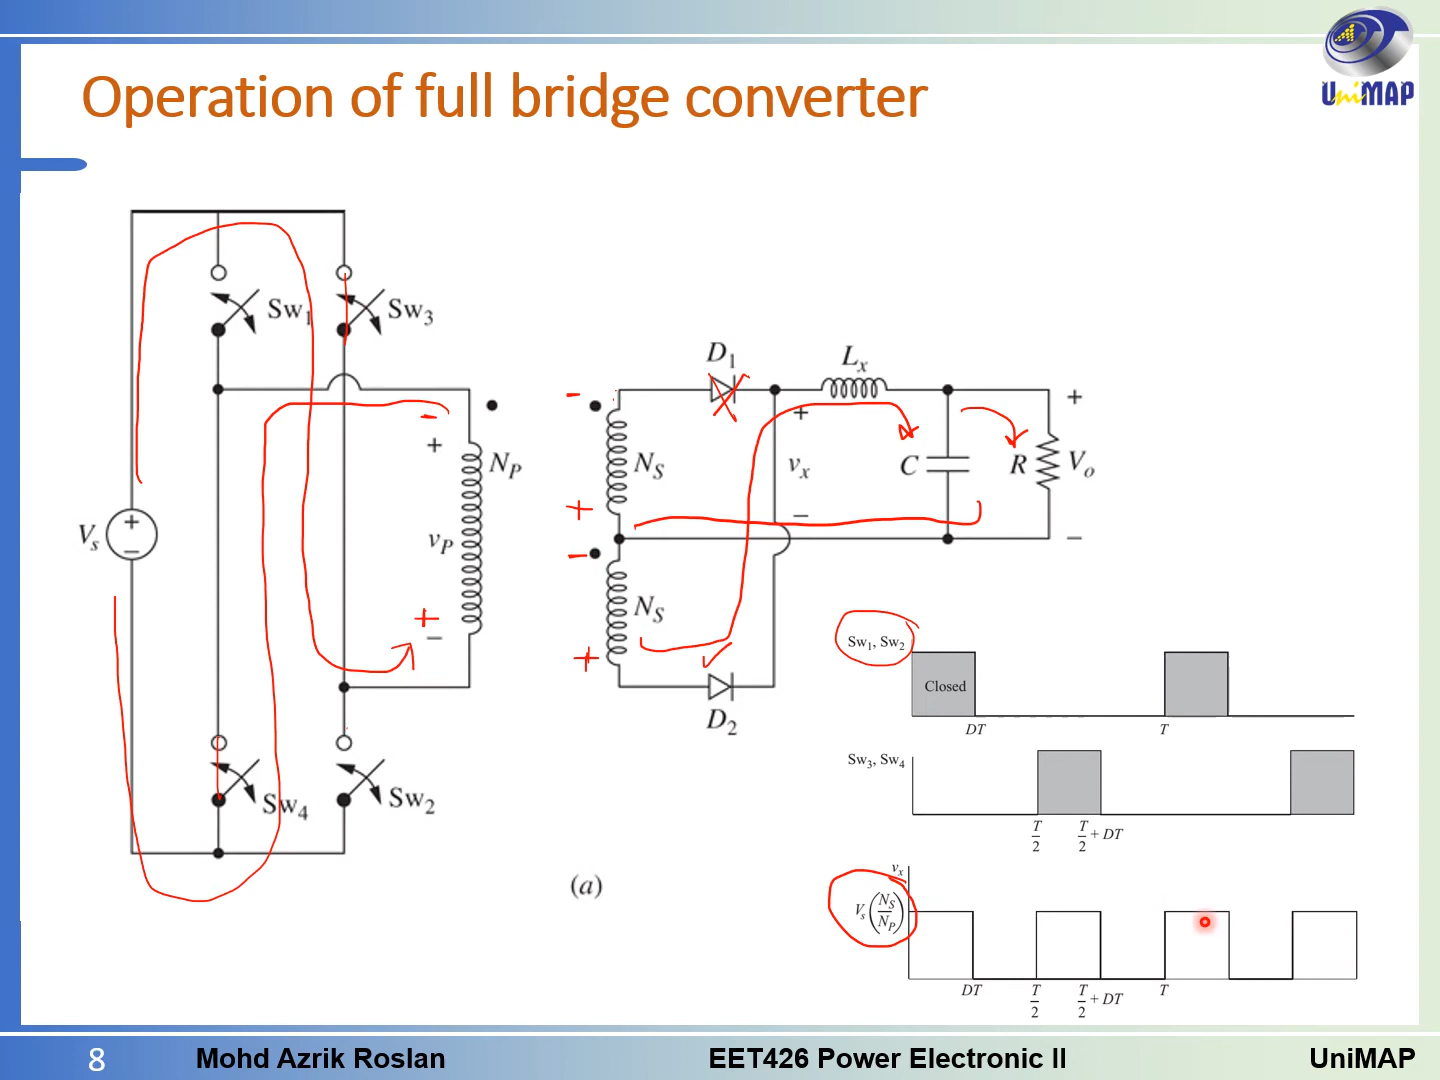 Operation of full bridge converter
UniMAP
Sw1
Sw3
D1
Lx
+
-
-
+
+
+
NP
NS
vx
C
R
Vo
+
Vs
+
−
vP
−
−
-
+
−
NS
+
D2
Sw4
Sw2
(a)
Sw1, Sw2
Closed
DT
T
Sw3, Sw4
T/2
T/2 + DT
vx
Vs (NS/NP)
DT
T/2
T/2 + DT
T
8
Mohd Azrik Roslan
EET426 Power Electronic II
UniMAP